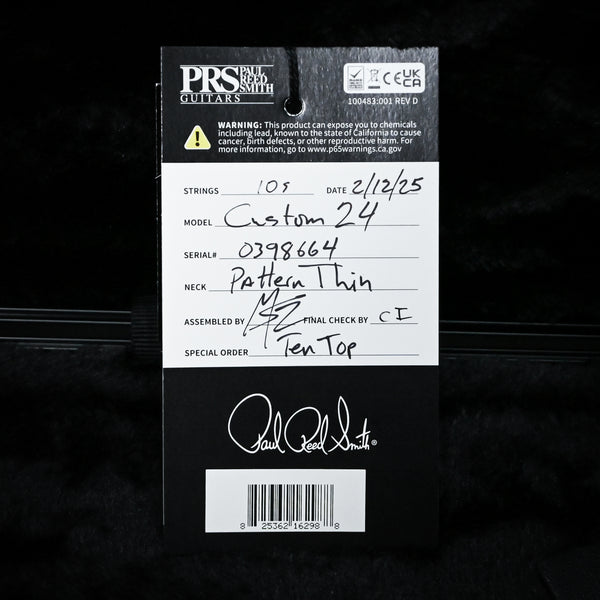 PRS PAUL REED SMITH
GUITARS
UK CA
100483:001 REV D
WARNING: This product can expose you to chemicals
including lead, known to the state of California to cause
cancer, birth defects, or other reproductive harm. For
more information, go to www.p65warnings.ca.gov
STRINGS 10s DATE 2/12/25
MODEL Custom 24
SERIAL# 0398664
NECK Pattern Thin
ASSEMBLED BY FINAL CHECK BY CI
SPECIAL ORDER Ten Top
Paul Reed Smith®
8 25362 16298 8